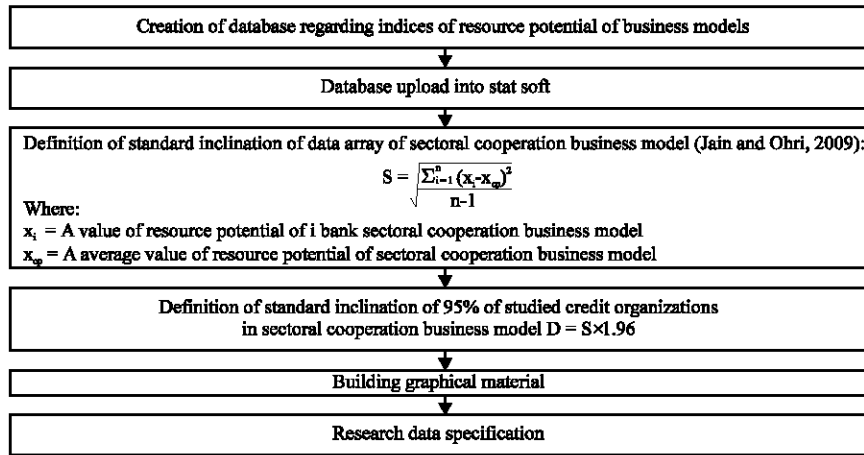 Creation of database regarding indices of resource potential of business models
Database upload into stat soft
Definition of standard inclination of data array of sectoral cooperation business model (Jain and Ohri, 2009):
S = √(Σⁿᵢ₌₁ (xᵢ-x_cp)² / n-1)
Where:
xᵢ = A value of resource potential of i bank sectoral cooperation business model
x_cp = A average value of resource potential of sectoral cooperation business model
Definition of standard inclination of 95% of studied credit organizations
in sectoral cooperation business model D = S×1.96
Building graphical material
Research data specification